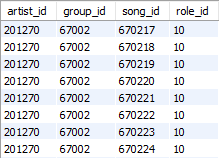 artist_id group_id song_id role_id
201270 67002 670217 10
201270 67002 670218 10
201270 67002 670219 10
201270 67002 670220 10
201270 67002 670221 10
201270 67002 670222 10
201270 67002 670223 10
201270 67002 670224 10